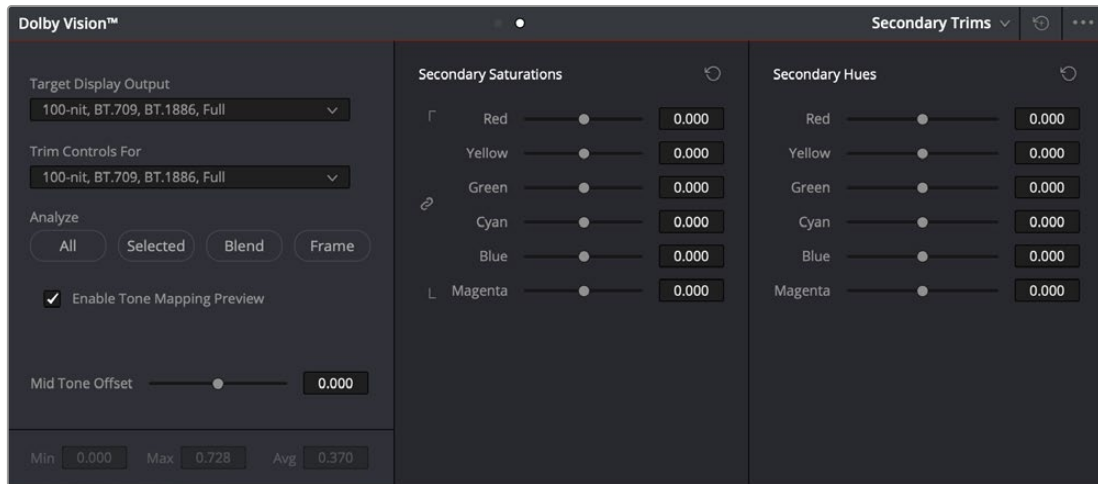 Dolby Vision™
Secondary Trims
Target Display Output
100-nit, BT.709, BT.1886, Full
Trim Controls For
100-nit, BT.709, BT.1886, Full
Analyze
All Selected Blend Frame
Enable Tone Mapping Preview
Mid Tone Offset 0.000
Min 0.000 Max 0.728 Avg 0.370
Secondary Saturations
Red 0.000
Yellow 0.000
Green 0.000
Cyan 0.000
Blue 0.000
Magenta 0.000
Secondary Hues
Red 0.000
Yellow 0.000
Green 0.000
Cyan 0.000
Blue 0.000
Magenta 0.000